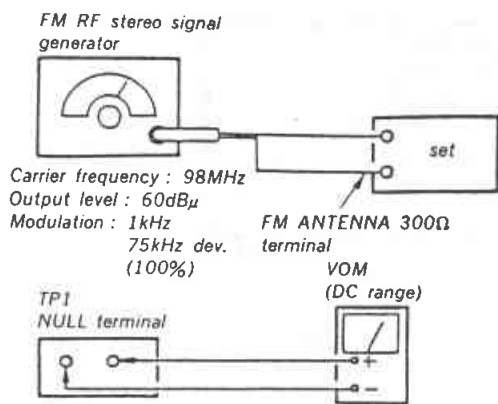 FM RF stereo signal
generator
set
Carrier frequency : 98MHz
Output level : 60dBµ
Modulation : 1kHz
75kHz dev.
(100%)
FM ANTENNA 300Ω
terminal
VOM
(DC range)
TP1
NULL terminal
+
−